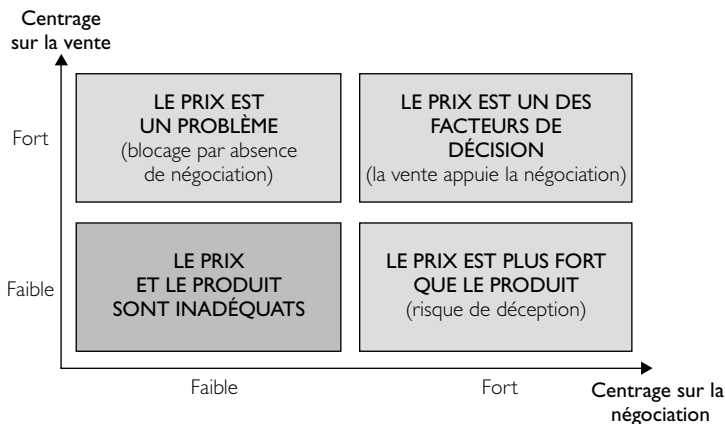 Centrage
sur la vente
Fort
LE PRIX EST
UN PROBLÈME
(blocage par absence
de négociation)
LE PRIX EST UN DES
FACTEURS DE
DÉCISION
(la vente appuie la négociation)
Faible
LE PRIX
ET LE PRODUIT
SONT INADÉQUATS
LE PRIX EST PLUS FORT
QUE LE PRODUIT
(risque de déception)
Faible
Fort
Centrage sur la
négociation